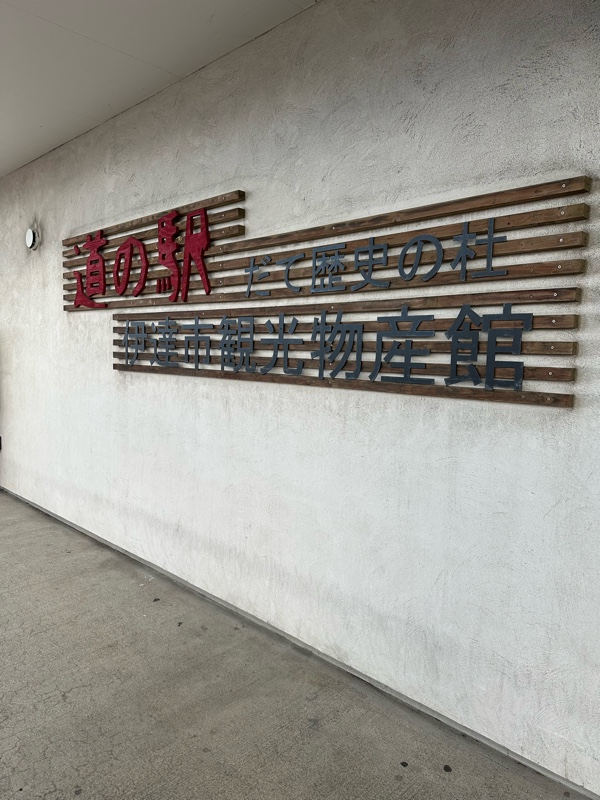 道の駅 だて歴史の杜
伊達市観光物産館